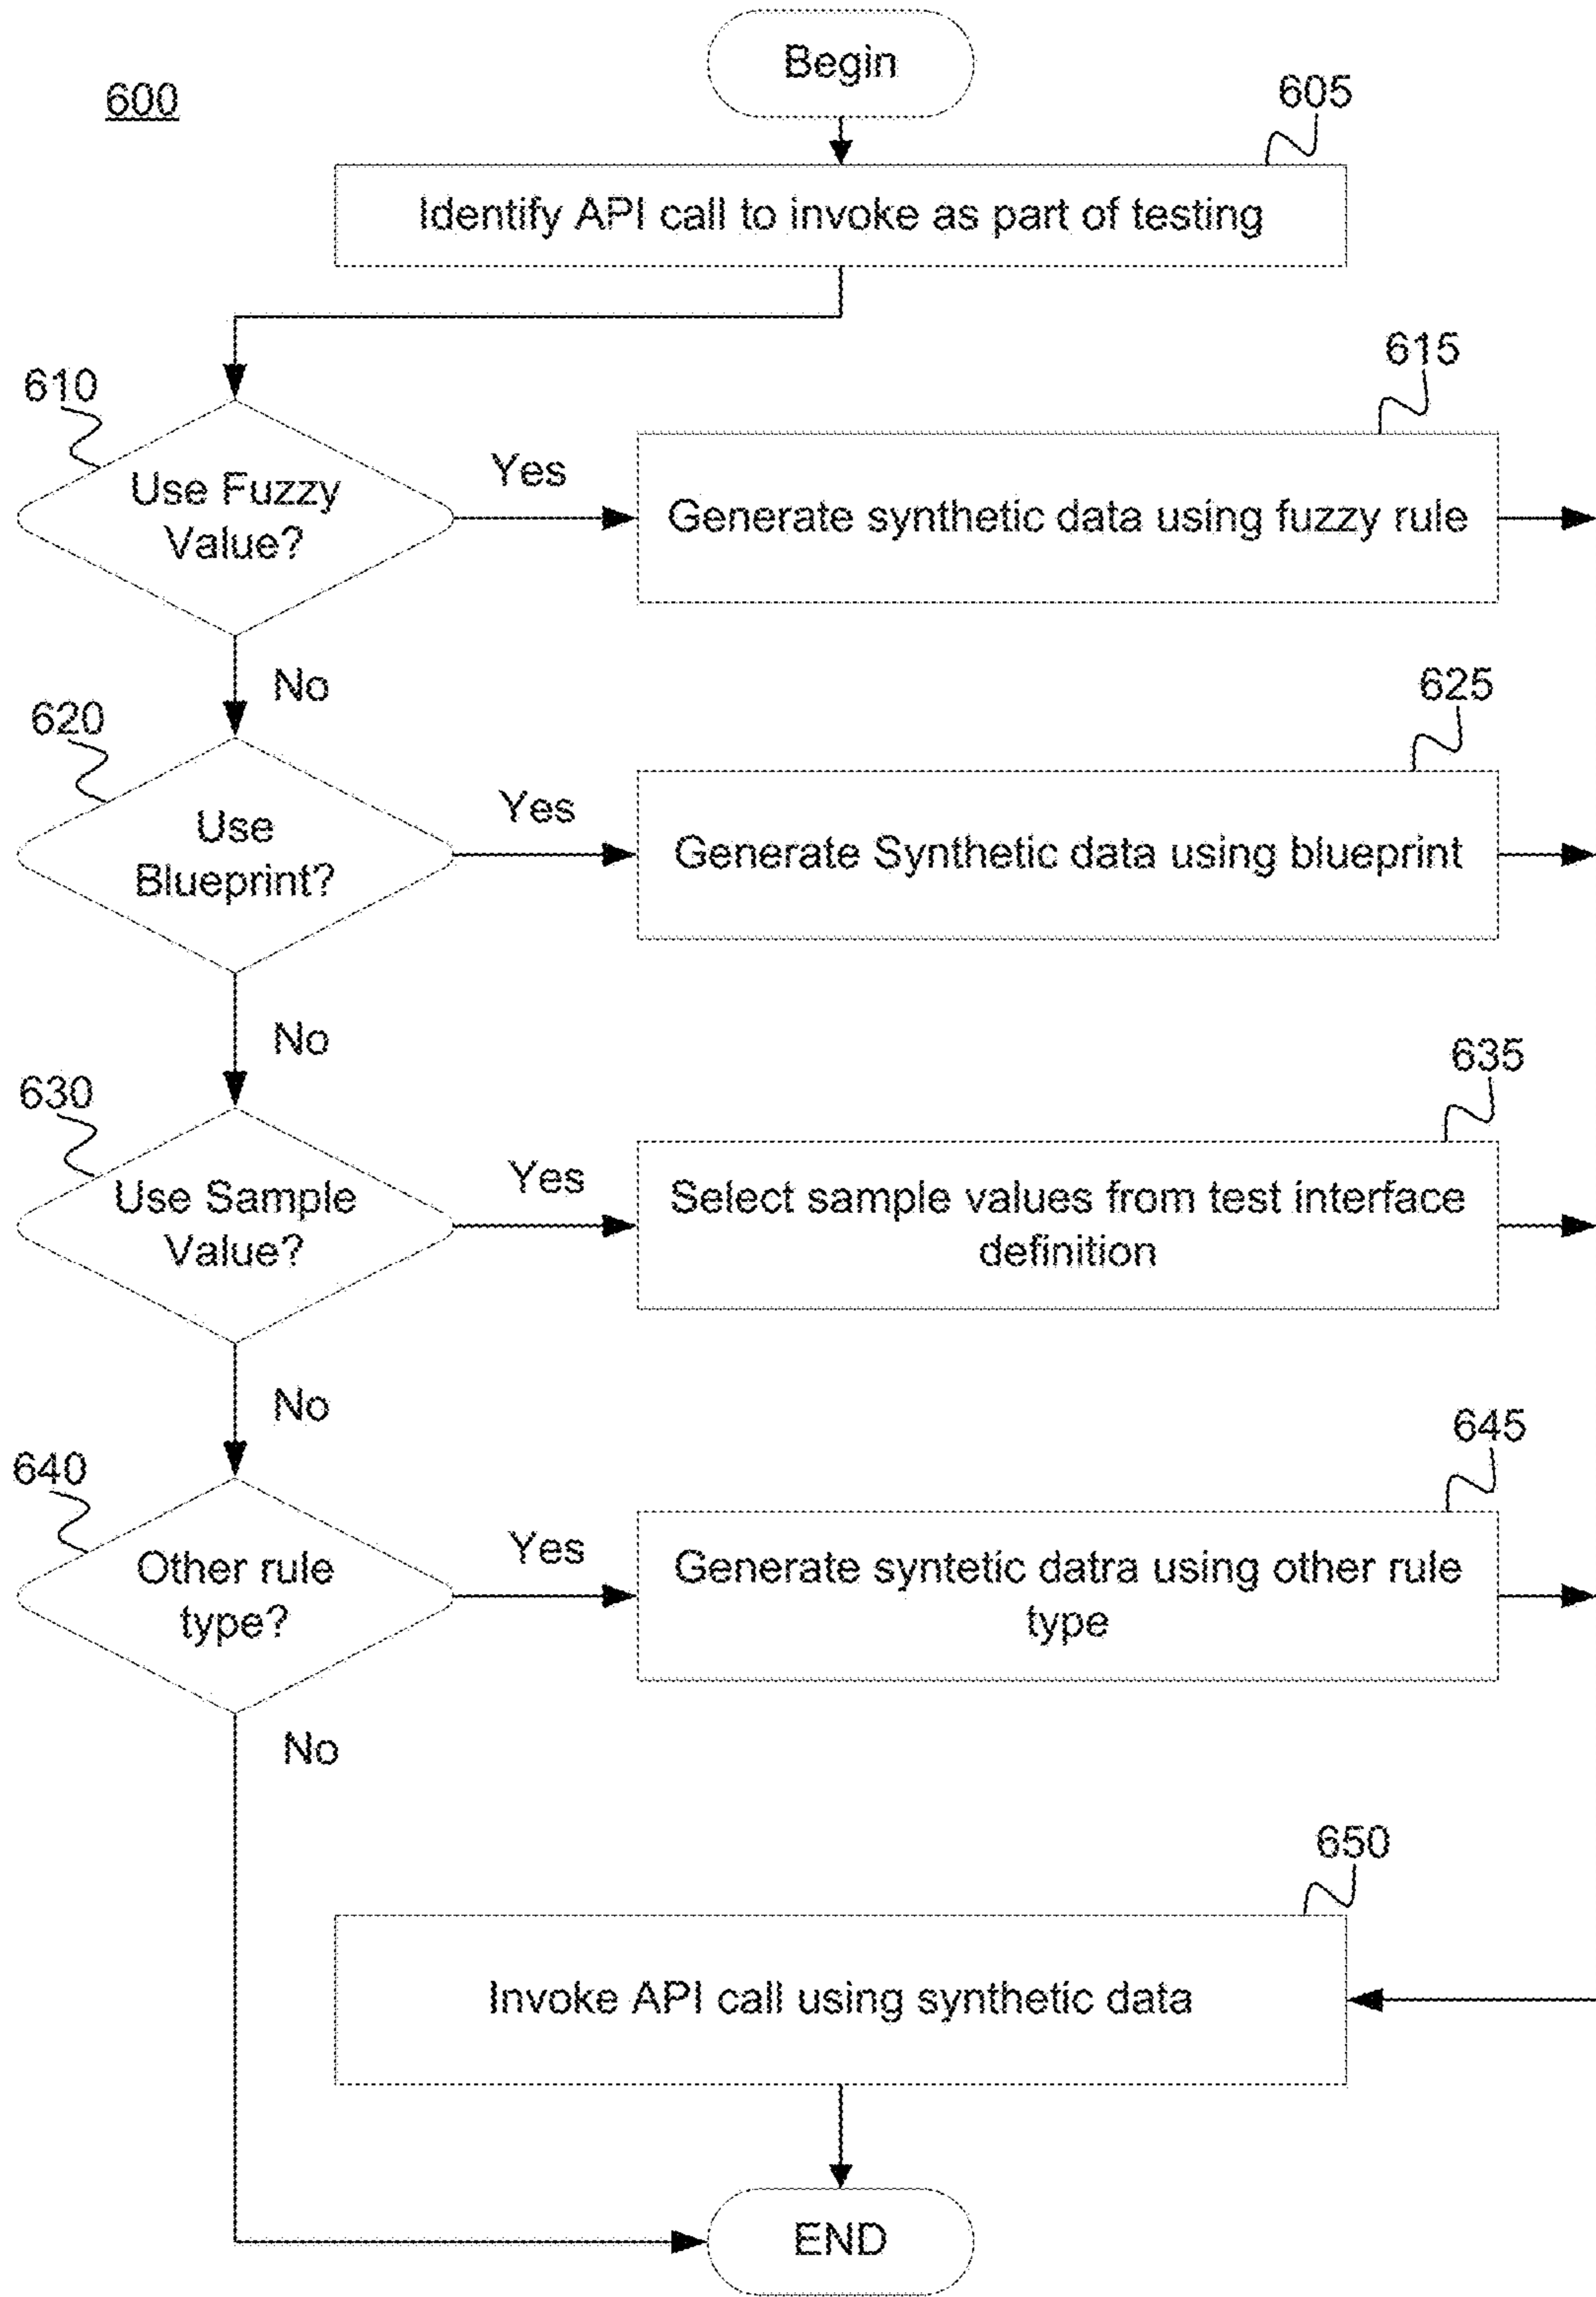 Begin
600
605
Identify API call to invoke as part of testing
610
615
Use Fuzzy
Value?
Yes
Generate synthetic data using fuzzy rule
No
620
625
Use
Blueprint?
Yes
Generate Synthetic data using blueprint
No
630
635
Use Sample
Value?
Yes
Select sample values from test interface
definition
No
640
645
Other rule
type?
Yes
Generate syntetic datra using other rule
type
No
650
Invoke API call using synthetic data
END